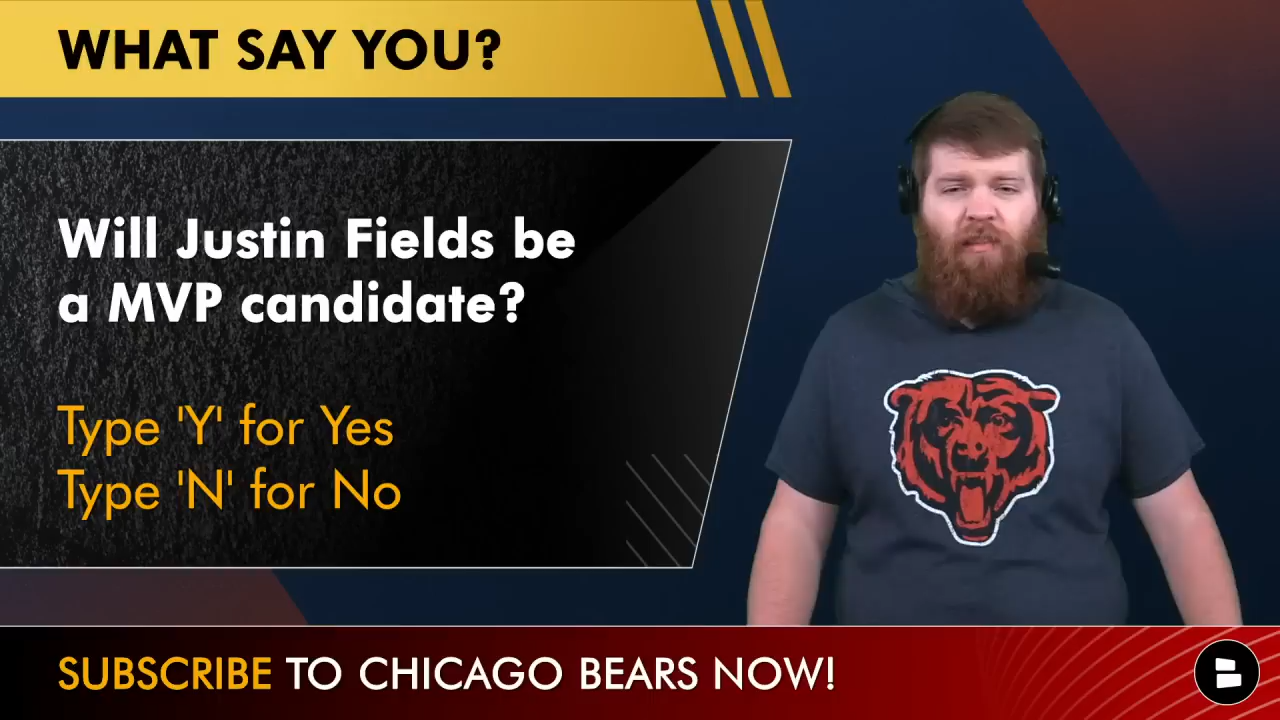 WHAT SAY YOU?
Will Justin Fields be
a MVP candidate?
Type 'Y' for Yes
Type 'N' for No
SUBSCRIBE TO CHICAGO BEARS NOW!